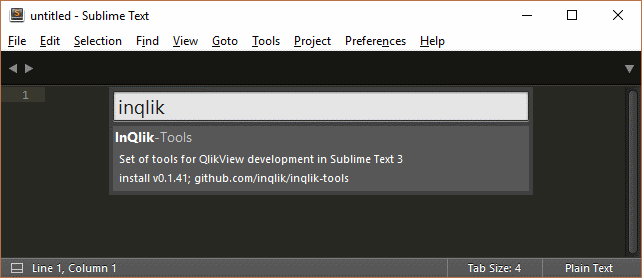 untitled - Sublime Text
File Edit Selection Find View Goto Tools Project Preferences Help
inqlik
1
InQlik-Tools
Set of tools for QlikView development in Sublime Text 3
install v0.1.41; github.com/inqlik/inqlik-tools
Line 1, Column 1 Tab Size: 4 Plain Text